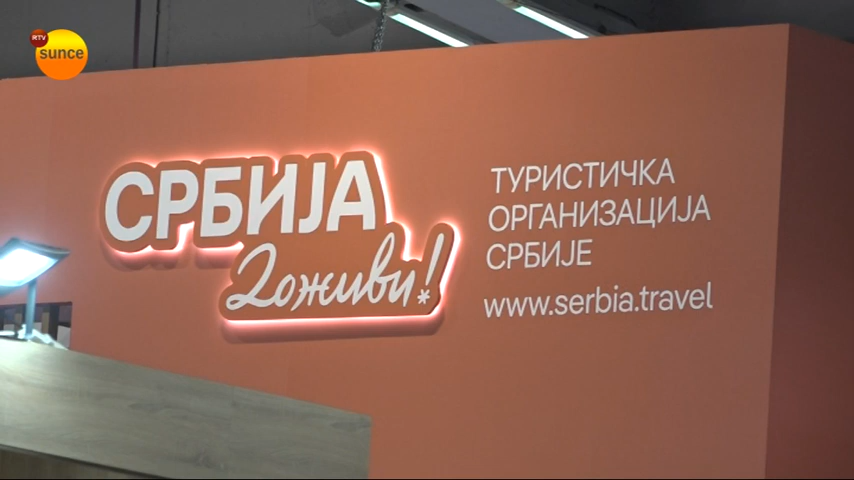 RTV
sunce
СРБИЈА
Доживи!
ТУРИСТИЧКА
ОРГАНИЗАЦИЈА
СРБИЈЕ
www.serbia.travel